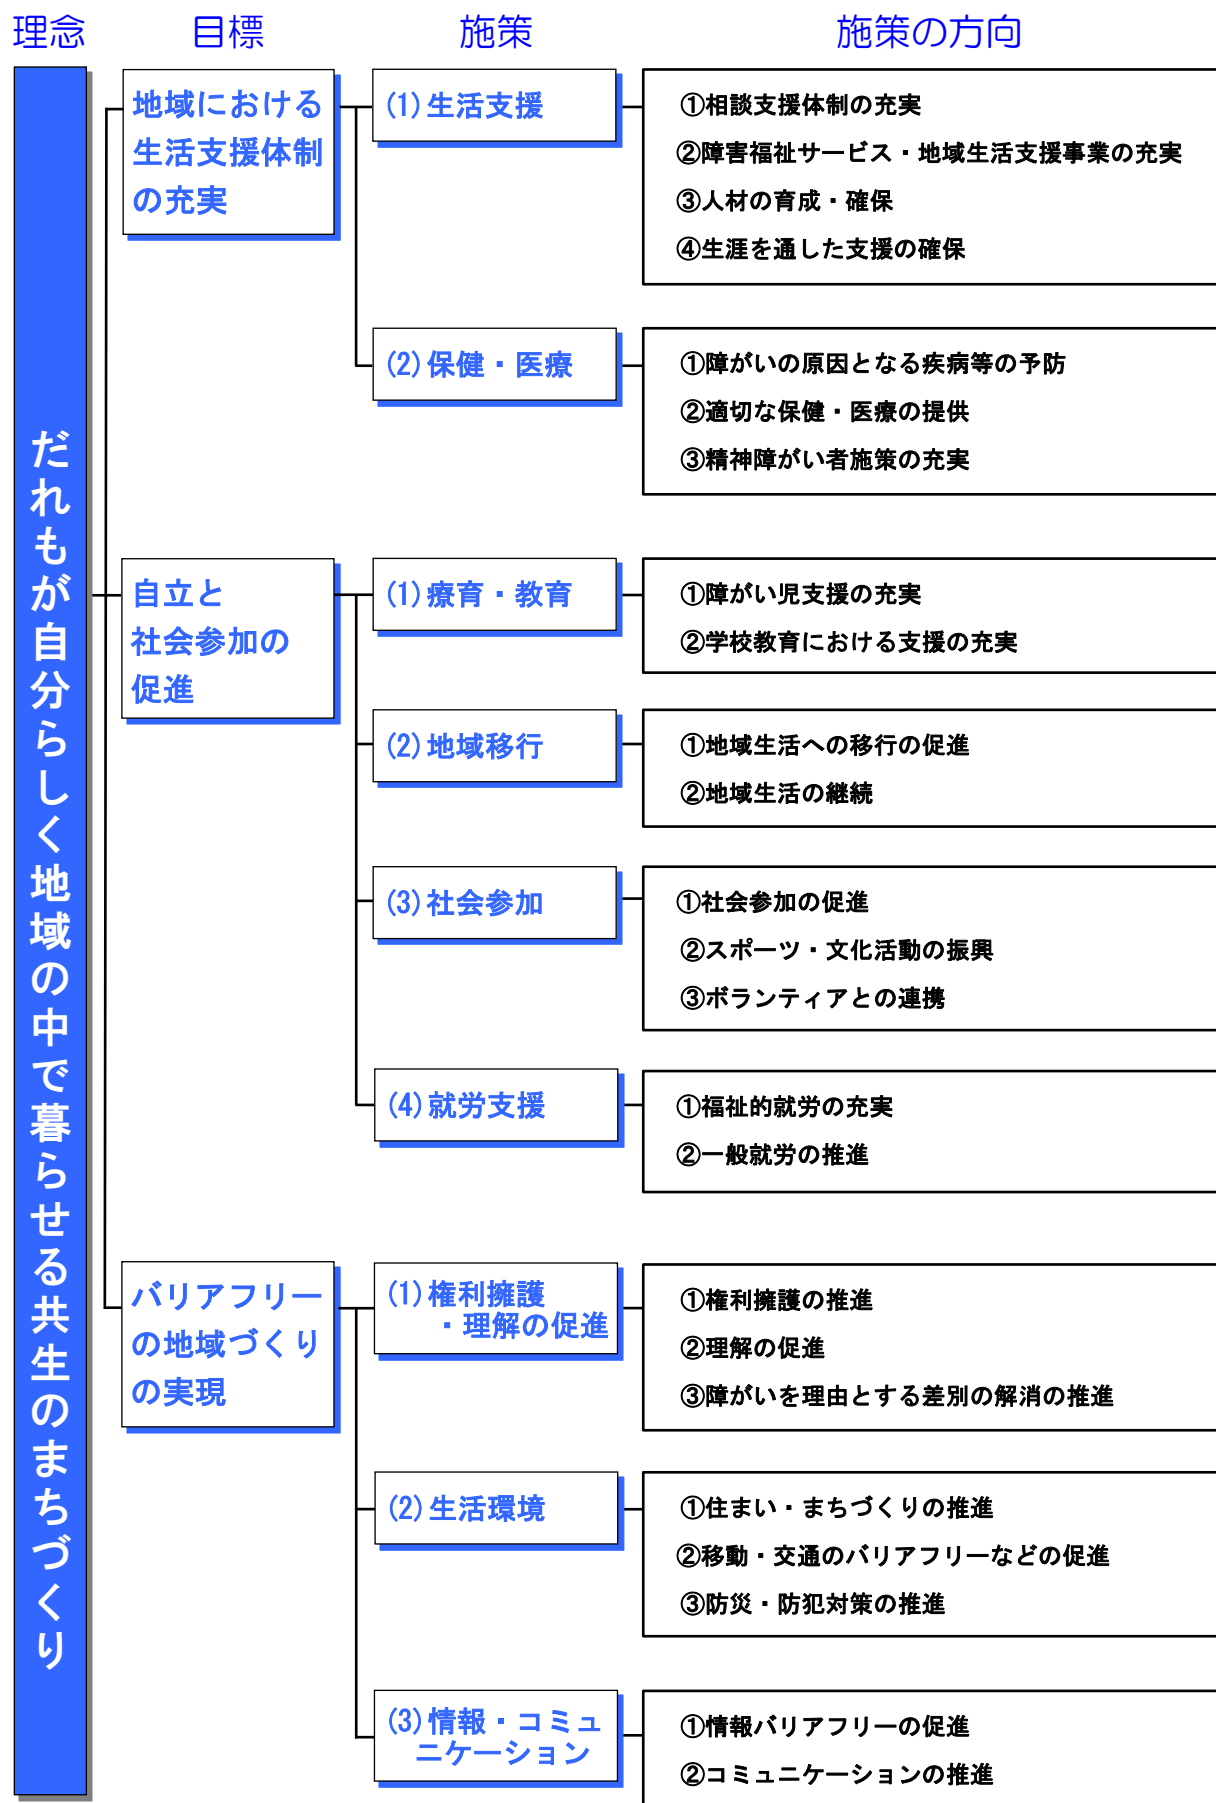 理念
目標
施策
施策の方向
だれもが自分らしく地域の中で暮らせる共生のまちづくり
地域における
生活支援体制
の充実
(1)生活支援
①相談支援体制の充実
②障害福祉サービス・地域生活支援事業の充実
③人材の育成・確保
④生涯を通した支援の確保
(2)保健・医療
①障がいの原因となる疾病等の予防
②適切な保健・医療の提供
③精神障がい者施策の充実
自立と
社会参加の
促進
(1)療育・教育
①障がい児支援の充実
②学校教育における支援の充実
(2)地域移行
①地域生活への移行の促進
②地域生活の継続
(3)社会参加
①社会参加の促進
②スポーツ・文化活動の振興
③ボランティアとの連携
(4)就労支援
①福祉的就労の充実
②一般就労の推進
バリアフリー
の地域づくり
の実現
(1)権利擁護
・理解の促進
①権利擁護の推進
②理解の促進
③障がいを理由とする差別の解消の推進
(2)生活環境
①住まい・まちづくりの推進
②移動・交通のバリアフリーなどの促進
③防災・防犯対策の推進
(3)情報・コミュ
ニケーション
①情報バリアフリーの促進
②コミュニケーションの推進